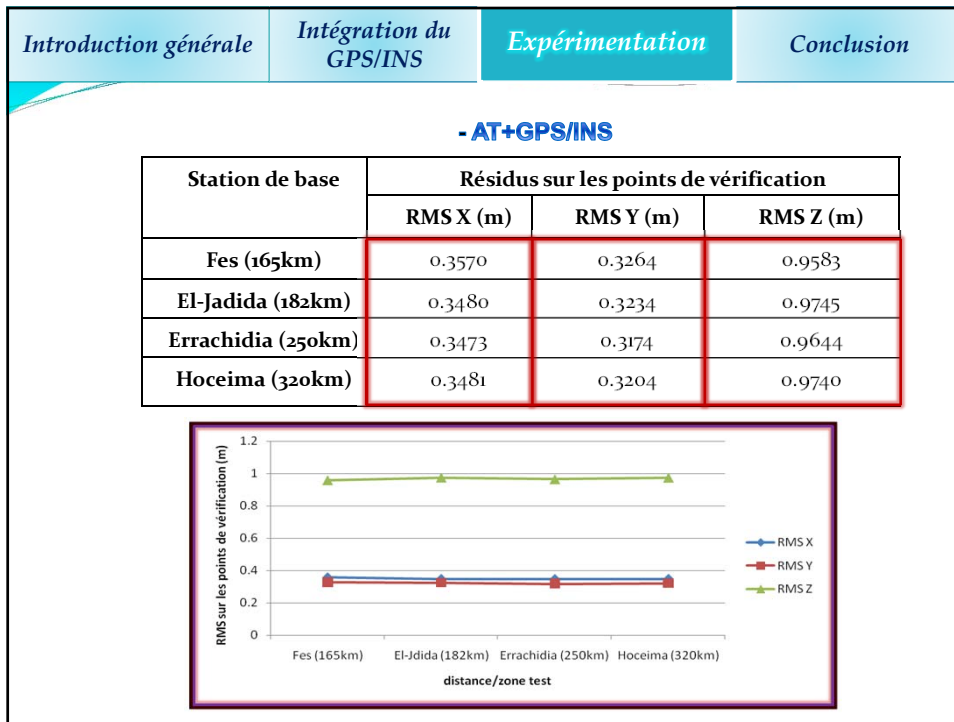 Introduction générale
Intégration du
GPS/INS
Expérimentation
Conclusion
- AT+GPS/INS
Station de base
Résidus sur les points de vérification
RMS X (m) RMS Y (m) RMS Z (m)
Fes (165km) 0.3570 0.3264 0.9583
El-Jadida (182km) 0.3480 0.3234 0.9745
Errachidia (250km) 0.3473 0.3174 0.9644
Hoceima (320km) 0.3481 0.3204 0.9740
RMS sur les points de vérification (m)
1.2
1
0.8
0.6
0.4
0.2
0
Fes (165km) El-Jdida (182km) Errachidia (250km) Hoceima (320km)
distance/zone test
RMS X
RMS Y
RMS Z